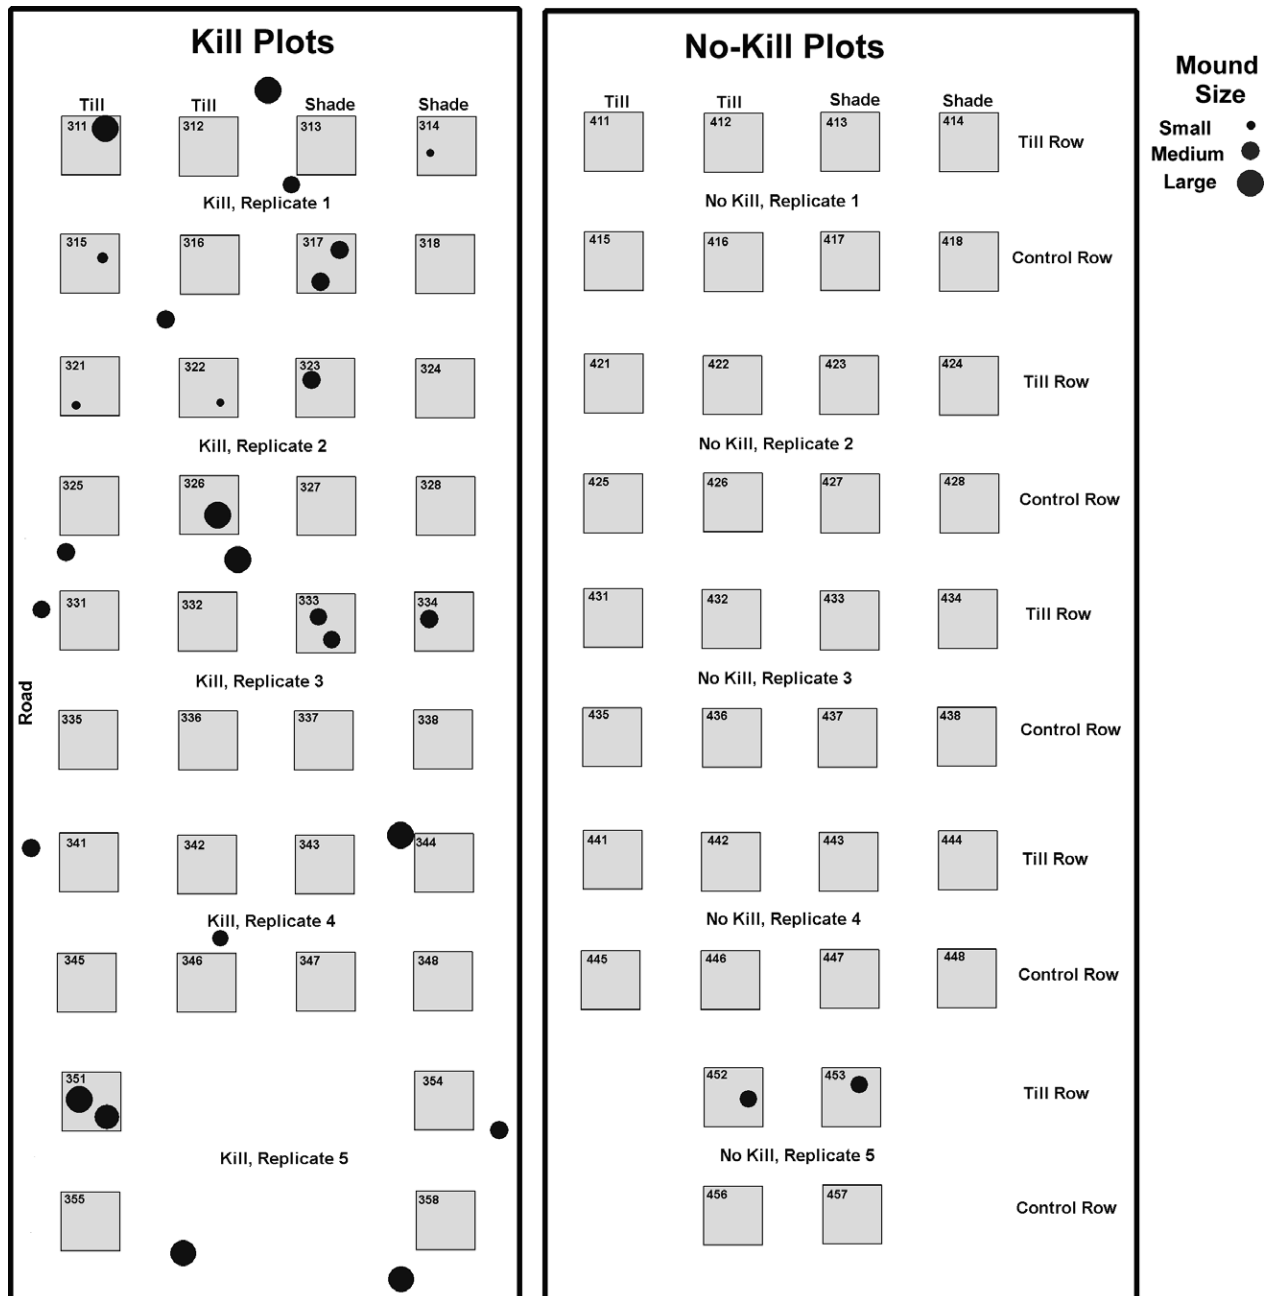 Kill Plots
No-Kill Plots
Mound
Size
Small
Medium
Large
Till Till Shade Shade
311 312 313 314
Kill, Replicate 1
315 316 317 318
321 322 323 324
Kill, Replicate 2
325 326 327 328
331 332 333 334
Kill, Replicate 3
Road
335 336 337 338
341 342 343 344
Kill, Replicate 4
345 346 347 348
351 354
Kill, Replicate 5
355 358
Till Till Shade Shade
411 412 413 414 Till Row
No Kill, Replicate 1
415 416 417 418 Control Row
421 422 423 424 Till Row
No Kill, Replicate 2
425 426 427 428 Control Row
431 432 433 434 Till Row
No Kill, Replicate 3
435 436 437 438 Control Row
441 442 443 444 Till Row
No Kill, Replicate 4
445 446 447 448 Control Row
452 453 Till Row
No Kill, Replicate 5
456 457 Control Row